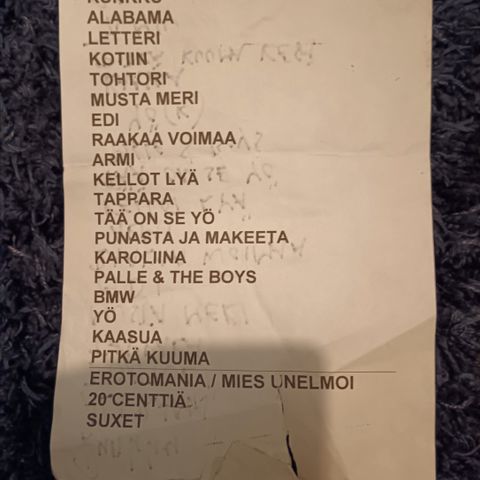 ALABAMA
LETTERI
KOTIIN
TOHTORI
MUSTA MERI
EDI
RAAKAA VOIMAA
ARMI
KELLOT LYÄ
TAPPARA
TÄÄ ON SE YÖ
PUNASTA JA MAKEETA
KAROLIINA
PALLE & THE BOYS
BMW
YÖ
KAASUA
PITKÄ KUUMA
EROTOMANIA / MIES UNELMOI
20 CENTTIÄ
SUXET